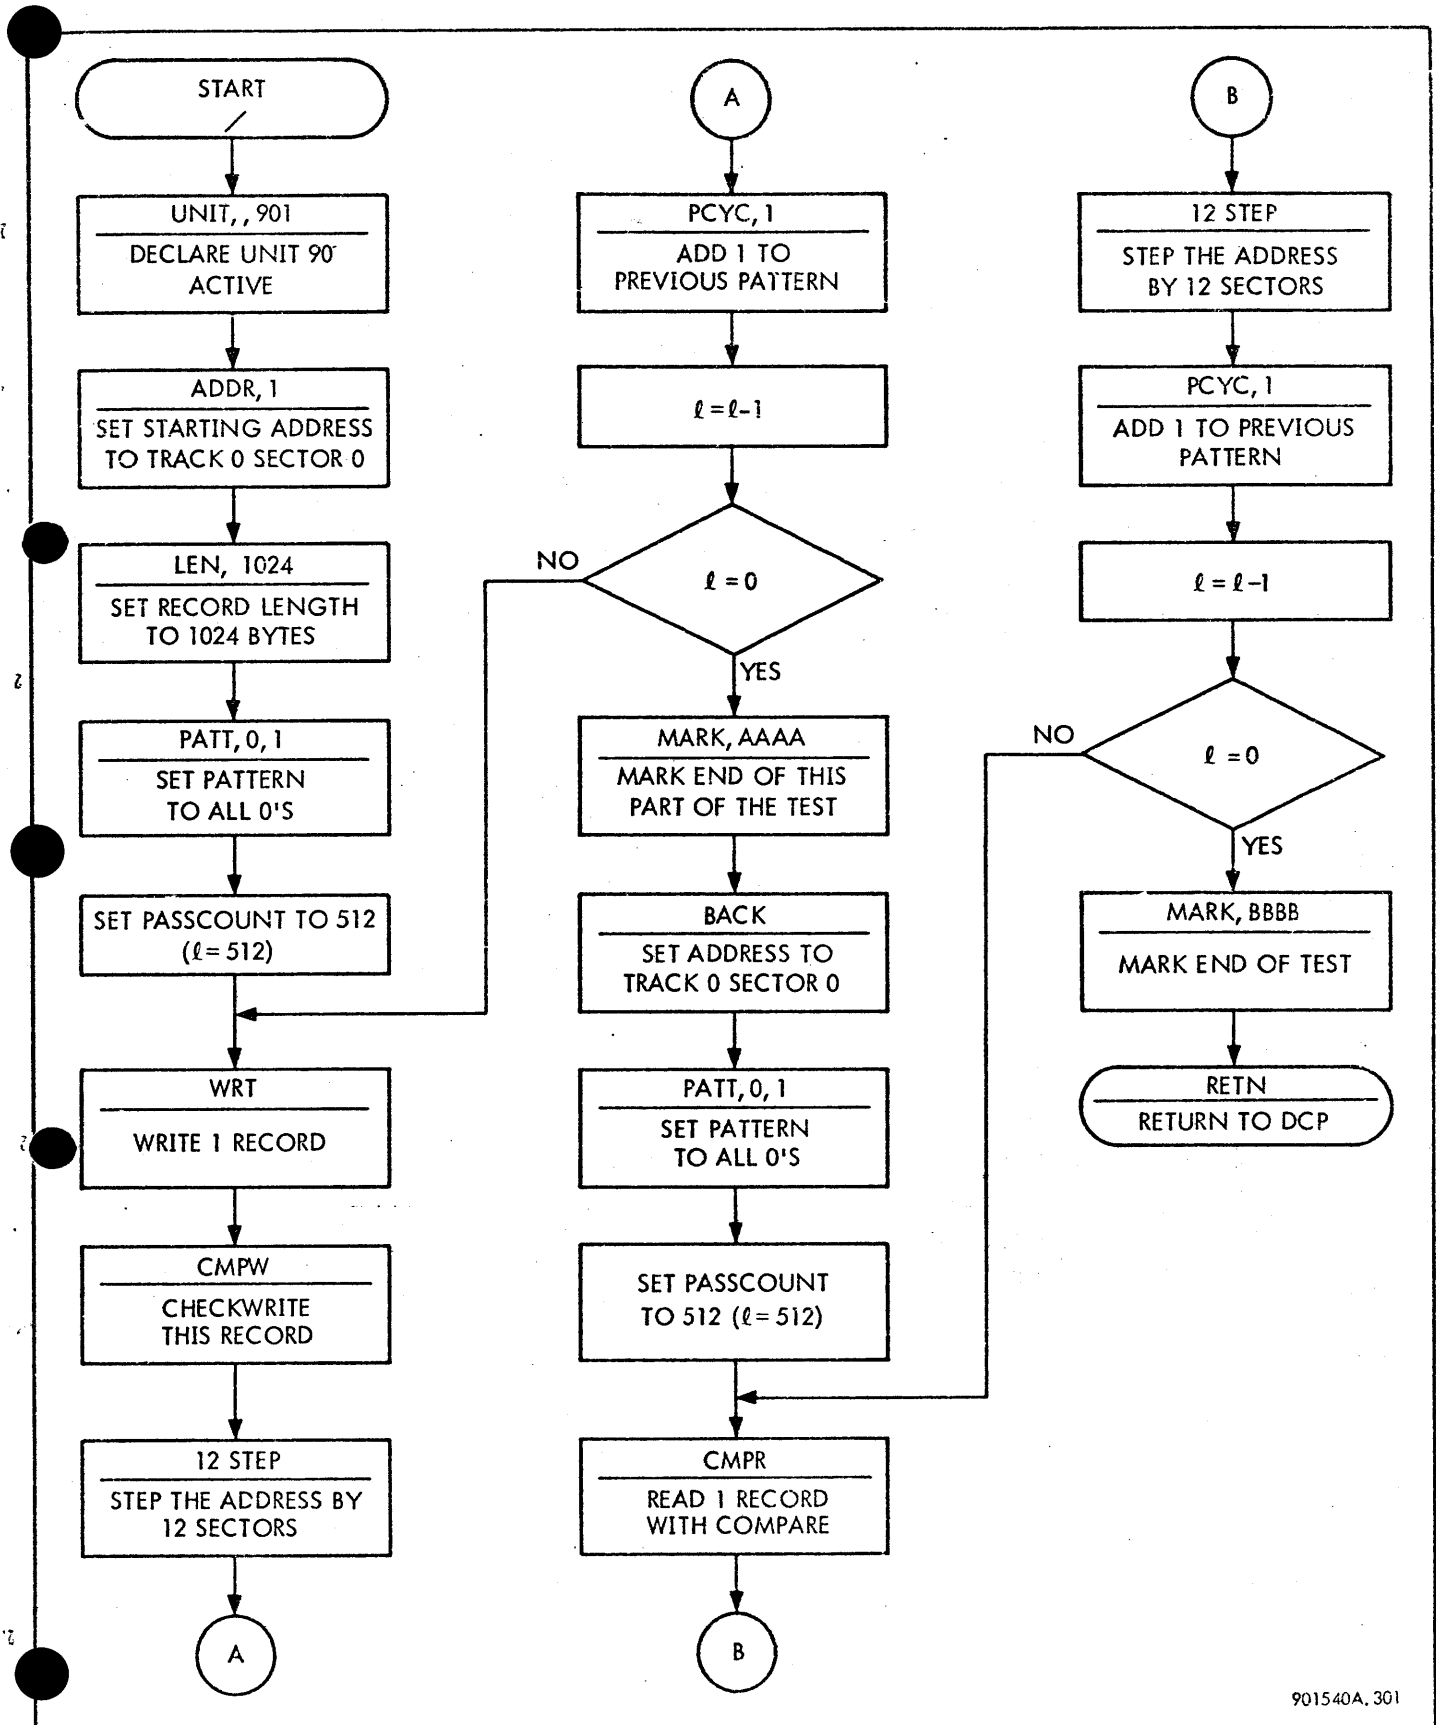 START
UNIT,,901
DECLARE UNIT 90
ACTIVE
ADDR, 1
SET STARTING ADDRESS
TO TRACK 0 SECTOR 0
LEN, 1024
SET RECORD LENGTH
TO 1024 BYTES
PATT, 0, 1
SET PATTERN
TO ALL 0'S
SET PASSCOUNT TO 512
(ℓ = 512)
WRT
WRITE 1 RECORD
CMPW
CHECKWRITE
THIS RECORD
12 STEP
STEP THE ADDRESS BY
12 SECTORS
A
A
PCYC, 1
ADD 1 TO
PREVIOUS PATTERN
ℓ = ℓ-1
NO
ℓ = 0
YES
MARK, AAAA
MARK END OF THIS
PART OF THE TEST
BACK
SET ADDRESS TO
TRACK 0 SECTOR 0
PATT, 0, 1
SET PATTERN
TO ALL 0'S
SET PASSCOUNT
TO 512 (ℓ = 512)
CMPR
READ 1 RECORD
WITH COMPARE
B
B
12 STEP
STEP THE ADDRESS
BY 12 SECTORS
PCYC, 1
ADD 1 TO PREVIOUS
PATTERN
ℓ = ℓ-1
NO
ℓ = 0
YES
MARK, BBBB
MARK END OF TEST
RETN
RETURN TO DCP
901540A. 301